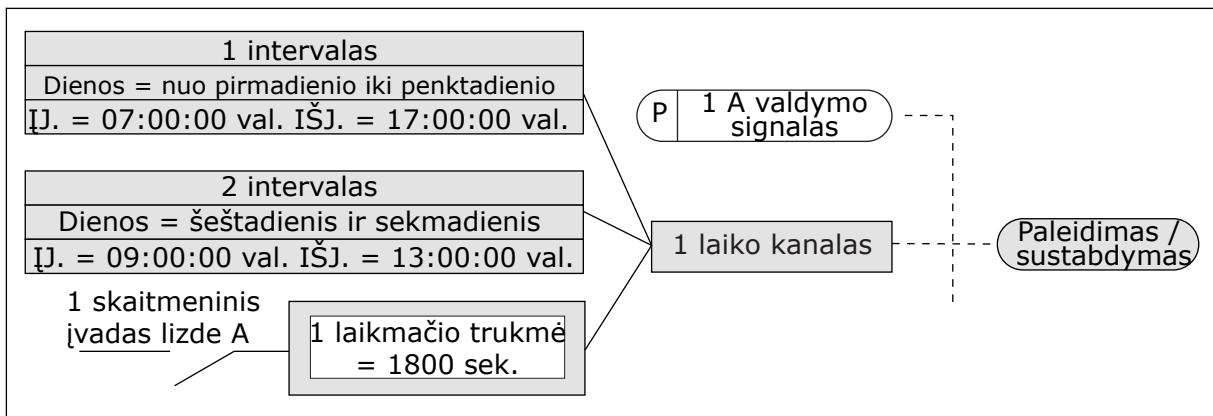 1 intervalas
Dienos = nuo pirmadienio iki penktadienio
ĮJ. = 07:00:00 val. IŠJ. = 17:00:00 val.
P
1 A valdymo
signalas
2 intervalas
Dienos = šeštadienis ir sekmadienis
ĮJ. = 09:00:00 val. IŠJ. = 13:00:00 val.
1 laiko kanalas
Paleidimas /
sustabdymas
1 skaitmeninis
įvadas lizde A
1 laikmačio trukmė
= 1800 sek.